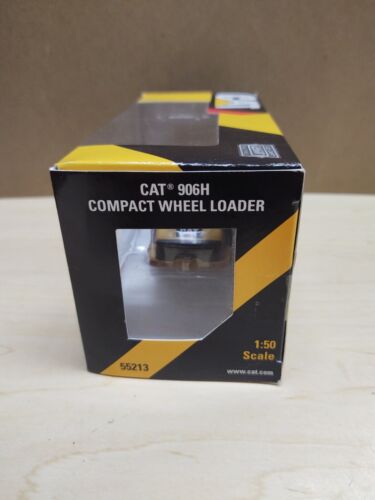 CAT® 906H
COMPACT WHEEL LOADER
1:50
Scale
55213
www.cat.com